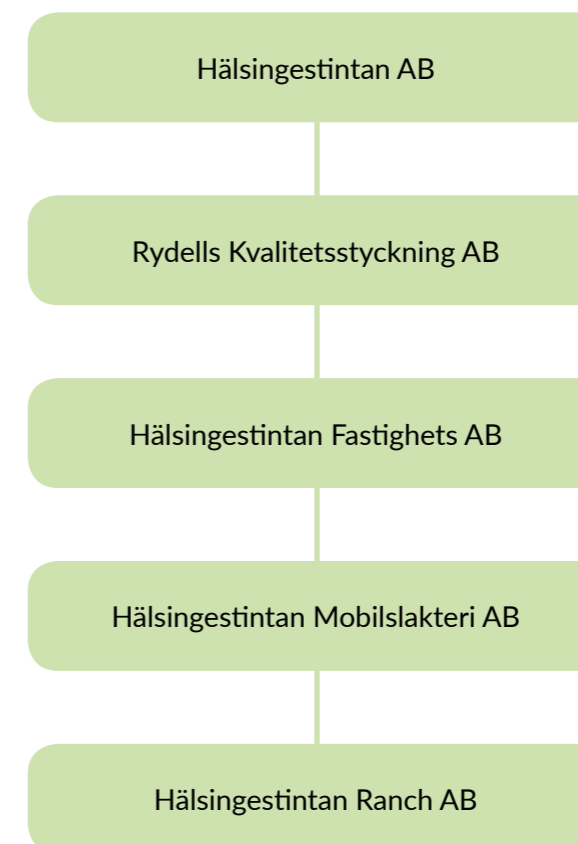 Hälsingestintan AB
Rydells Kvalitetsstyckning AB
Hälsingestintan Fastighets AB
Hälsingestintan Mobilslakteri AB
Hälsingestintan Ranch AB